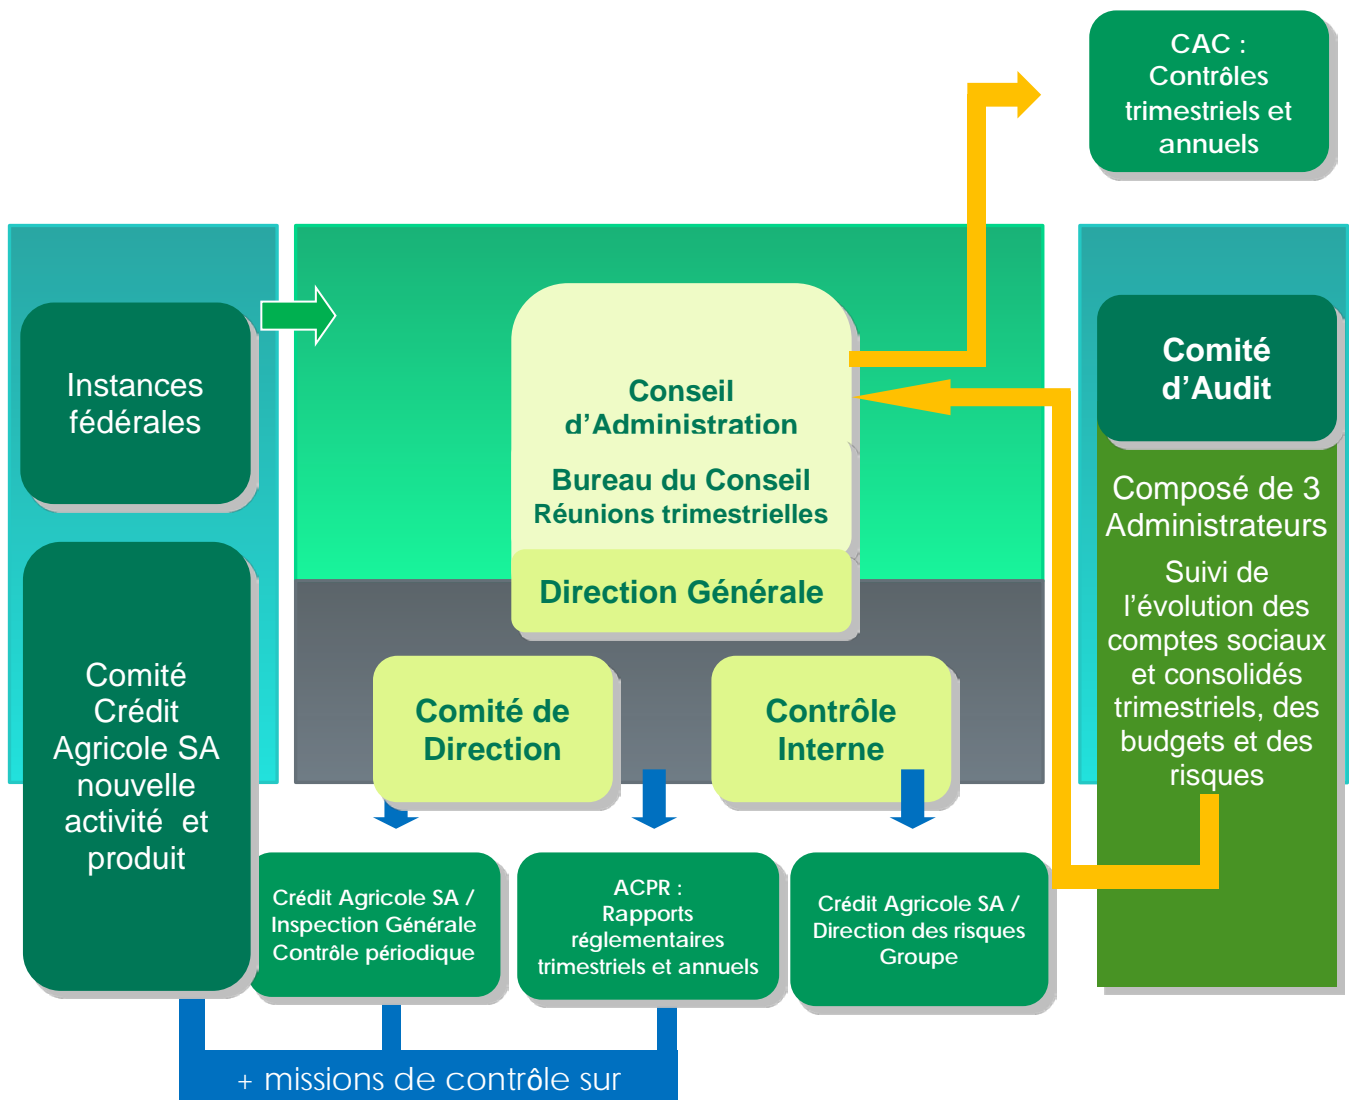 CAC :
Contrôles
trimestriels et
annuels
Instances
fédérales
Conseil
d’Administration
Bureau du Conseil
Réunions trimestrielles
Direction Générale
Comité
d’Audit
Composé de 3
Administrateurs
Suivi de
l’évolution des
comptes sociaux
et consolidés
trimestriels, des
budgets et des
risques
Comité
Crédit
Agricole SA
nouvelle
activité et
produit
Comité de
Direction
Contrôle
Interne
Crédit Agricole SA /
Inspection Générale
Contrôle périodique
ACPR :
Rapports
réglementaires
trimestriels et annuels
Crédit Agricole SA /
Direction des risques
Groupe
+ missions de contrôle sur